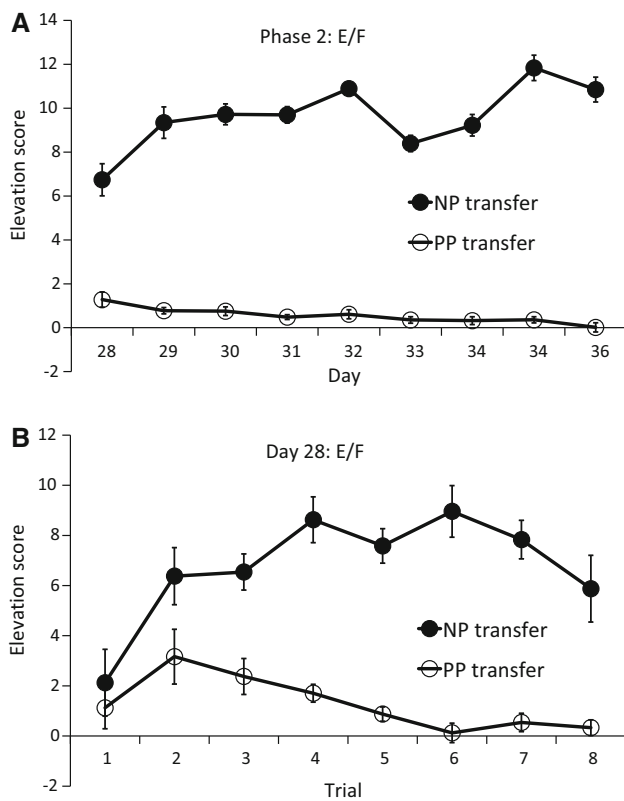 A
Phase 2: E/F
Elevation score
14
12
10
8
6
4
2
0
-2
NP transfer
PP transfer
28 29 30 31 32 33 34 34 36
Day
B
Day 28: E/F
Elevation score
12
10
8
6
4
2
0
-2
NP transfer
PP transfer
1 2 3 4 5 6 7 8
Trial